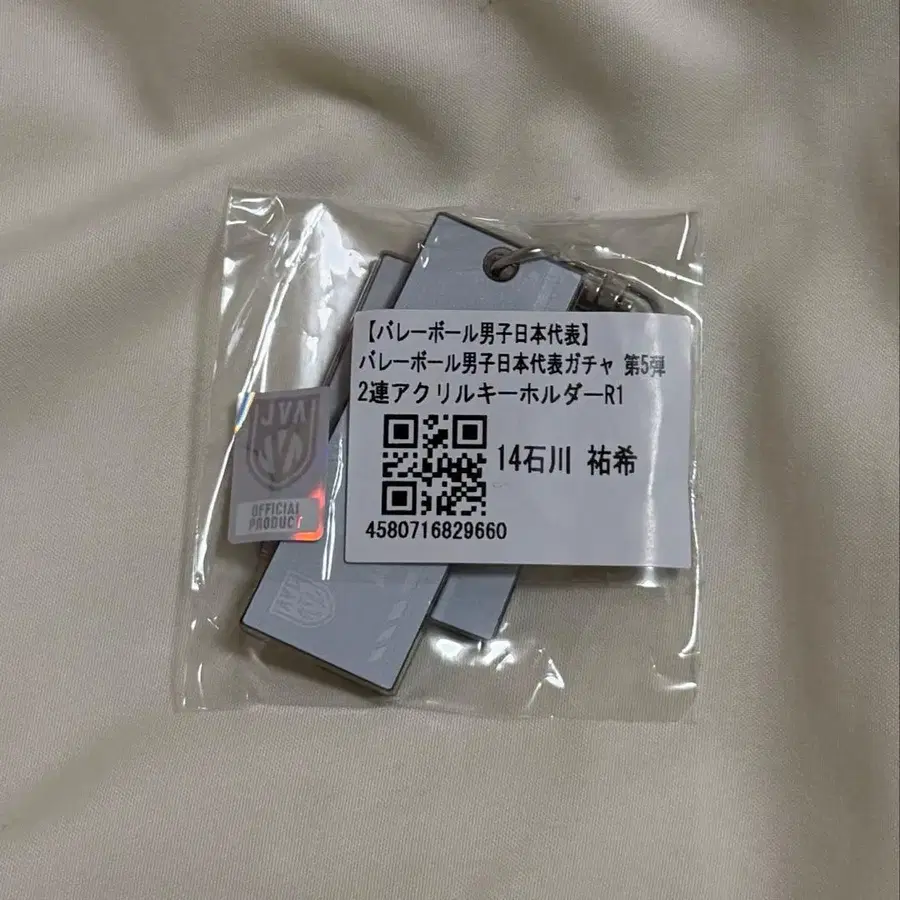 【バレーボール男子日本代表】
バレーボール男子日本代表ガチャ 第5弾
2連アクリルキーホルダーR1
14石川 祐希
4580716829660
JVA
OFFICIAL
PRODUCT